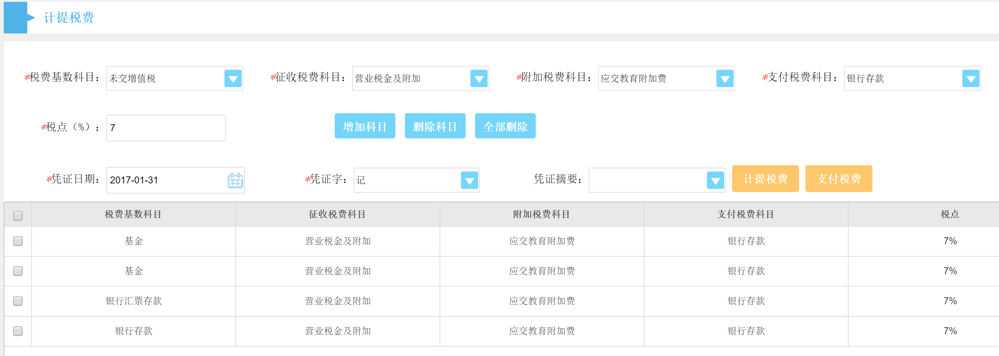 计提税费
*税费基数科目： 未交增值税 *征收税费科目： 营业税金及附加 *附加税费科目： 应交教育附加费 *支付税费科目： 银行存款
*税点（%）： 7 增加科目 删除科目 全部删除
*凭证日期： 2017-01-31 *凭证字： 记 凭证摘要： 计提税费 支付税费
税费基数科目 征收税费科目 附加税费科目 支付税费科目 税点
基金 营业税金及附加 应交教育附加费 银行存款 7%
基金 营业税金及附加 应交教育附加费 银行存款 7%
银行汇票存款 营业税金及附加 应交教育附加费 银行存款 7%
银行存款 营业税金及附加 应交教育附加费 银行存款 7%